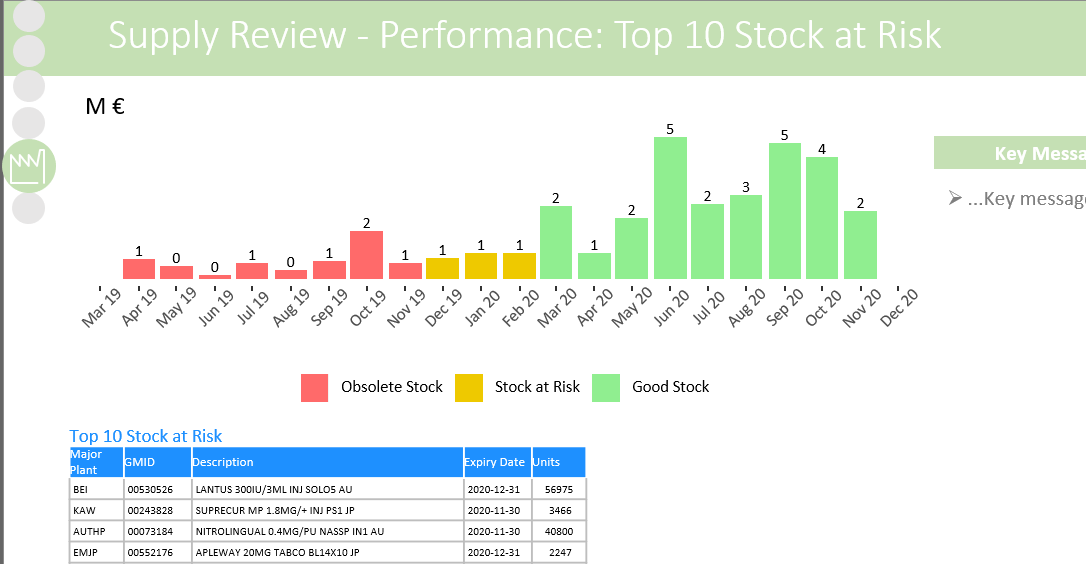 Supply Review - Performance: Top 10 Stock at Risk
M €
Key Messa
...Key message
1 0 0 1 0 1 2 1 1 1 1 2 1 2 5 2 3 5 4 2
Mar 19 Apr 19 May 19 Jun 19 Jul 19 Aug 19 Sep 19 Oct 19 Nov 19 Dec 19 Jan 20 Feb 20 Mar 20 Apr 20 May 20 Jun 20 Jul 20 Aug 20 Sep 20 Oct 20 Nov 20 Dec 20
Obsolete Stock Stock at Risk Good Stock
Top 10 Stock at Risk
Major Plant GMID Description Expiry Date Units
BEI 00530526 LANTUS 300IU/3ML INJ SOLO5 AU 2020-12-31 56975
KAW 00243828 SUPRECUR MP 1.8MG/+ INJ PS1 JP 2020-11-30 3466
AUTHP 00073184 NITROLINGUAL 0.4MG/PU NASSP IN1 AU 2020-11-30 40800
EMJP 00552176 APLEWAY 20MG TABCO BL14X10 JP 2020-12-31 2247